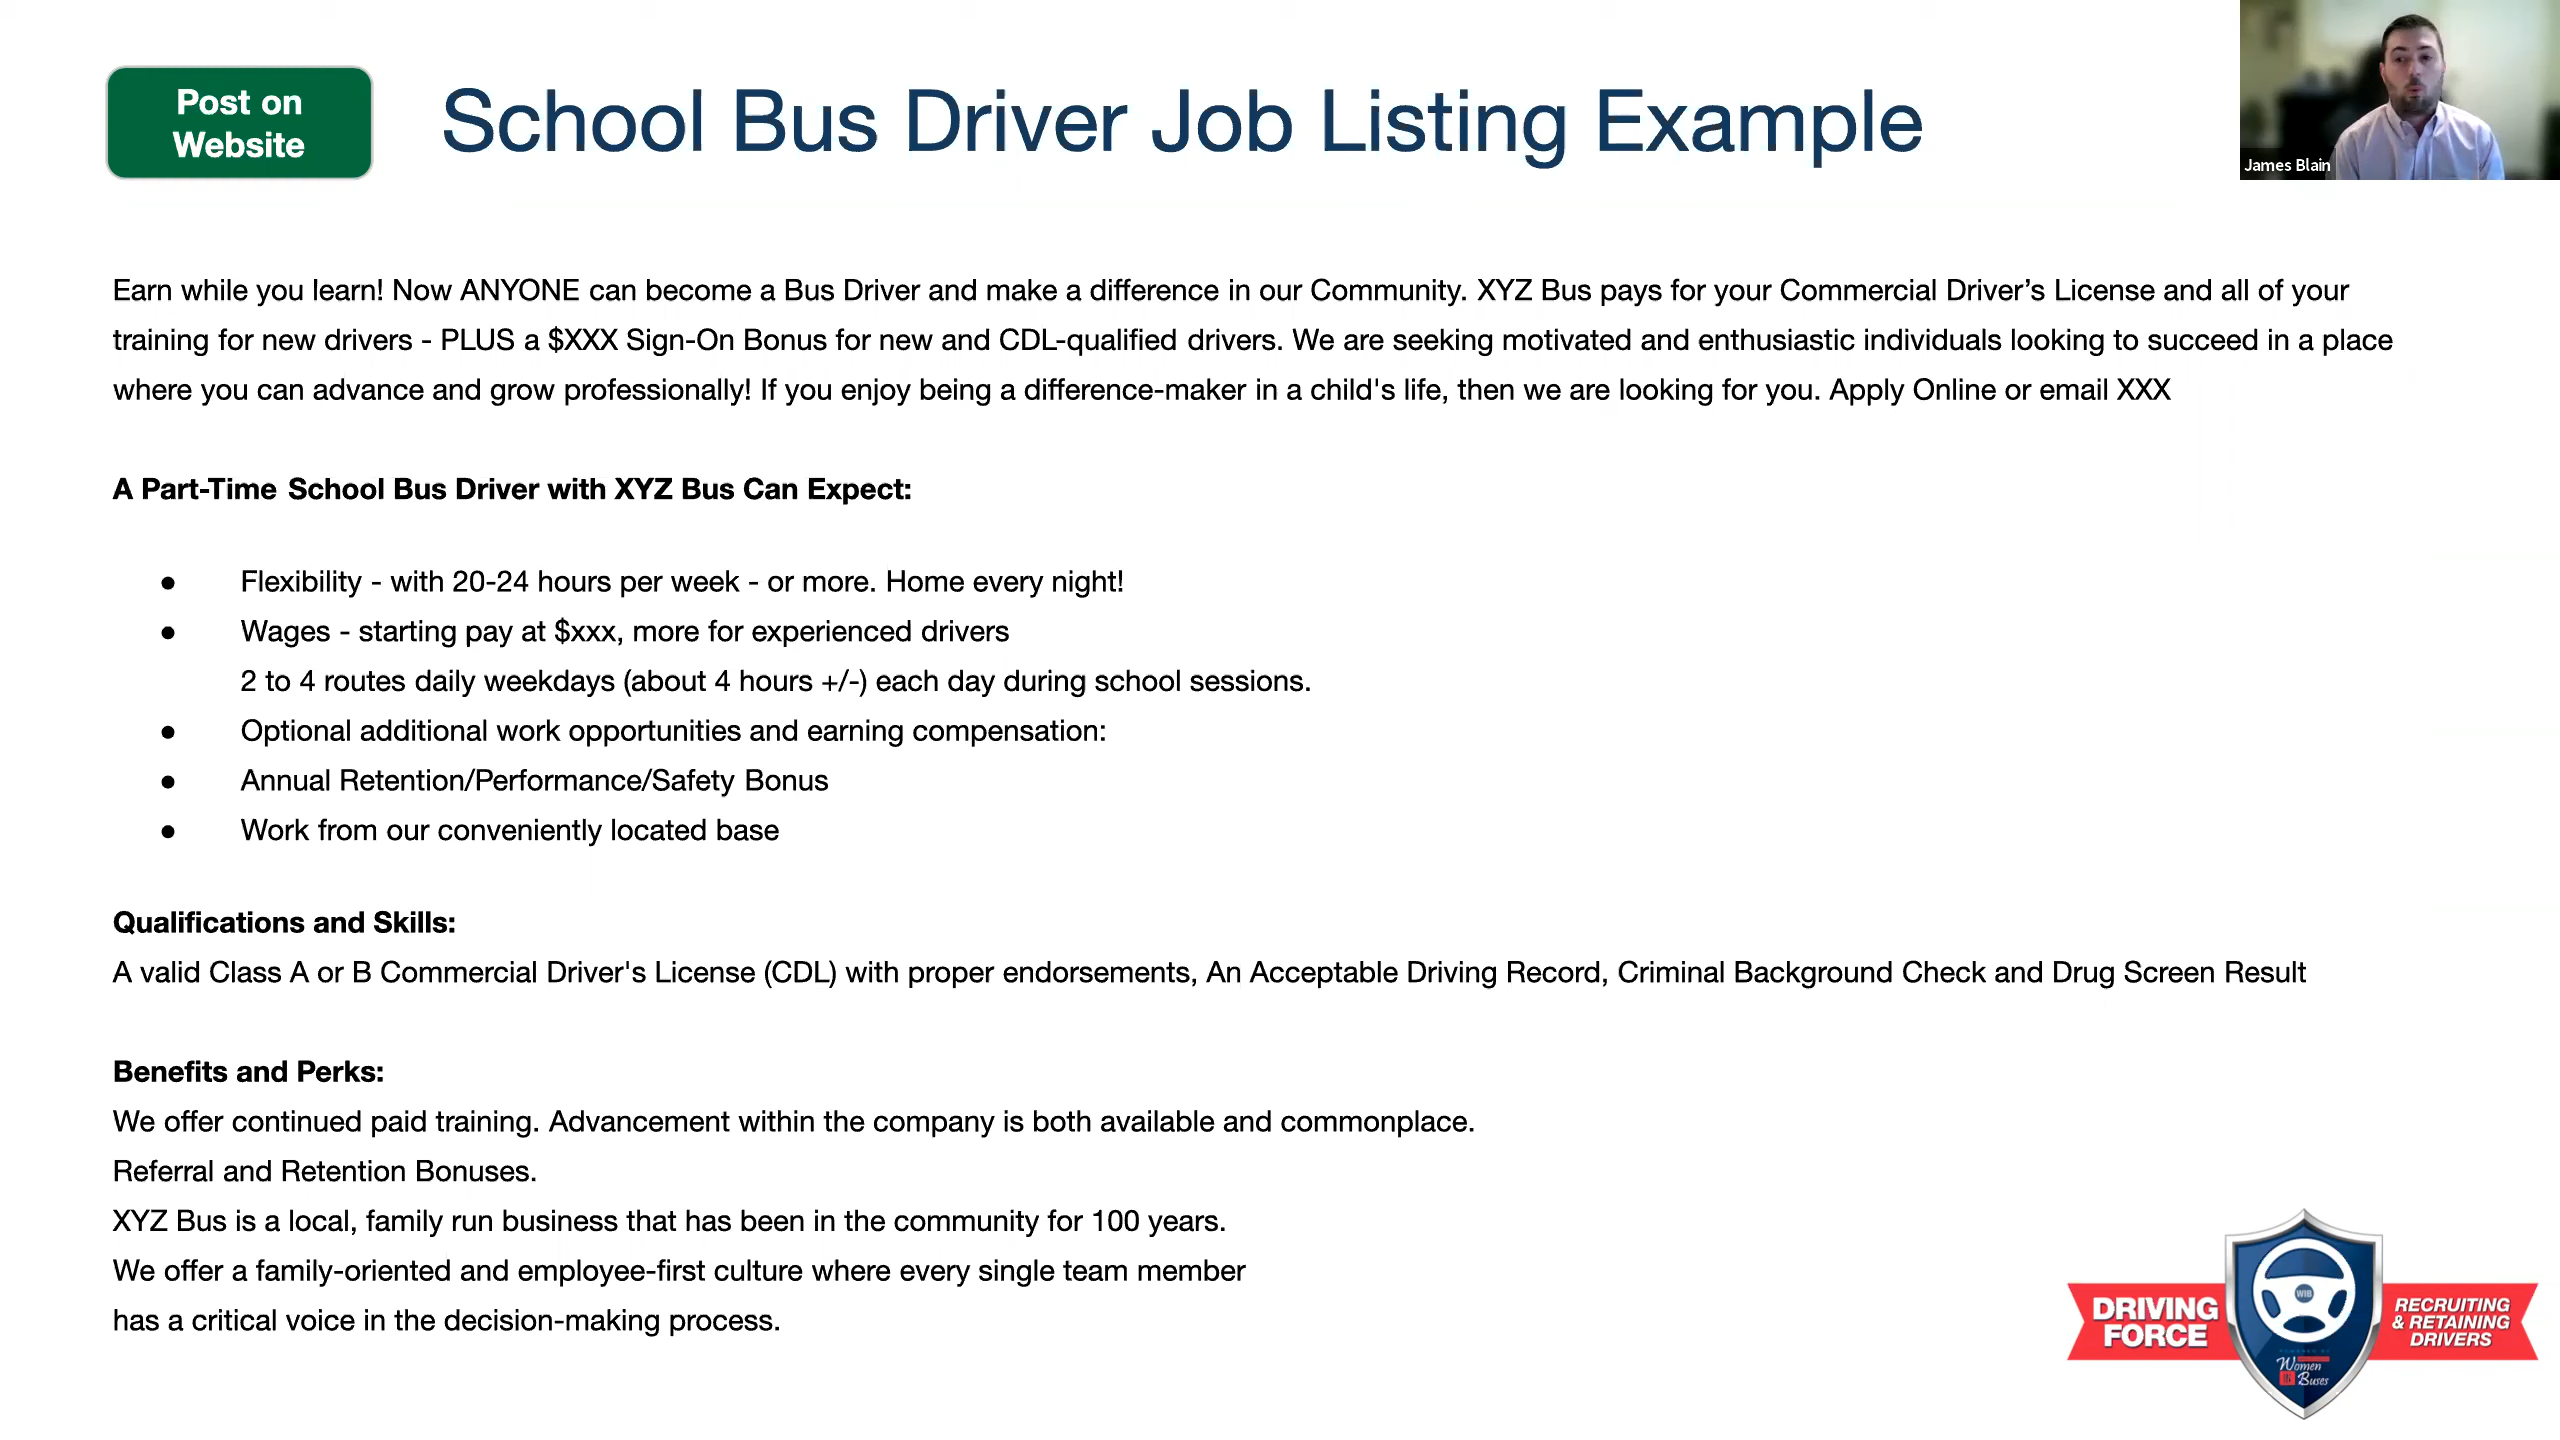 Post on
Website
School Bus Driver Job Listing Example
James Blain
Earn while you learn! Now ANYONE can become a Bus Driver and make a difference in our Community. XYZ Bus pays for your Commercial Driver’s License and all of your
training for new drivers - PLUS a $XXX Sign-On Bonus for new and CDL-qualified drivers. We are seeking motivated and enthusiastic individuals looking to succeed in a place
where you can advance and grow professionally! If you enjoy being a difference-maker in a child's life, then we are looking for you. Apply Online or email XXX
A Part-Time School Bus Driver with XYZ Bus Can Expect:
● Flexibility - with 20-24 hours per week - or more. Home every night!
● Wages - starting pay at $xxx, more for experienced drivers
2 to 4 routes daily weekdays (about 4 hours +/-) each day during school sessions.
● Optional additional work opportunities and earning compensation:
● Annual Retention/Performance/Safety Bonus
● Work from our conveniently located base
Qualifications and Skills:
A valid Class A or B Commercial Driver's License (CDL) with proper endorsements, An Acceptable Driving Record, Criminal Background Check and Drug Screen Result
Benefits and Perks:
We offer continued paid training. Advancement within the company is both available and commonplace.
Referral and Retention Bonuses.
XYZ Bus is a local, family run business that has been in the community for 100 years.
We offer a family-oriented and employee-first culture where every single team member
has a critical voice in the decision-making process.
DRIVING
FORCE
WIB
POWERED BY
Women
IN Buses
RECRUITING
& RETAINING
DRIVERS